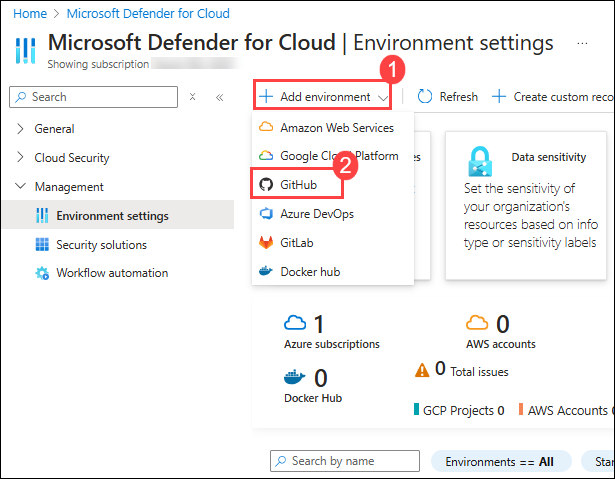 Home > Microsoft Defender for Cloud
Microsoft Defender for Cloud | Environment settings ...
Showing subscription
1
Search
Add environment
Refresh
+ Create custom reco
General
Cloud Security
Management
Environment settings
Security solutions
Workflow automation
Amazon Web Services
Google Cloud Platform
2
GitHub
Azure DevOps
GitLab
Docker hub
es
Data sensitivity
Set the sensitivity of
your organization's
resources based on info
type or sensitivity labels
1
Azure subscriptions
0
AWS accounts
0
Docker Hub
0 Total issues
GCP Projects 0
AWS Accounts 0
Search by name
Environments == All
Star